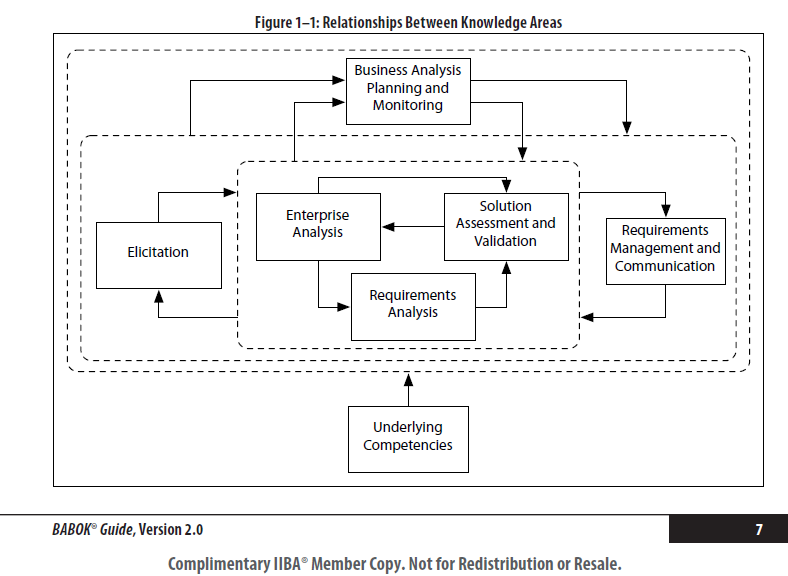 Figure 1–1: Relationships Between Knowledge Areas
Business Analysis
Planning and
Monitoring
Enterprise
Analysis
Solution
Assessment and
Validation
Elicitation
Requirements
Management and
Communication
Requirements
Analysis
Underlying
Competencies
BABOK® Guide, Version 2.0
7
Complimentary IIBA® Member Copy. Not for Redistribution or Resale.